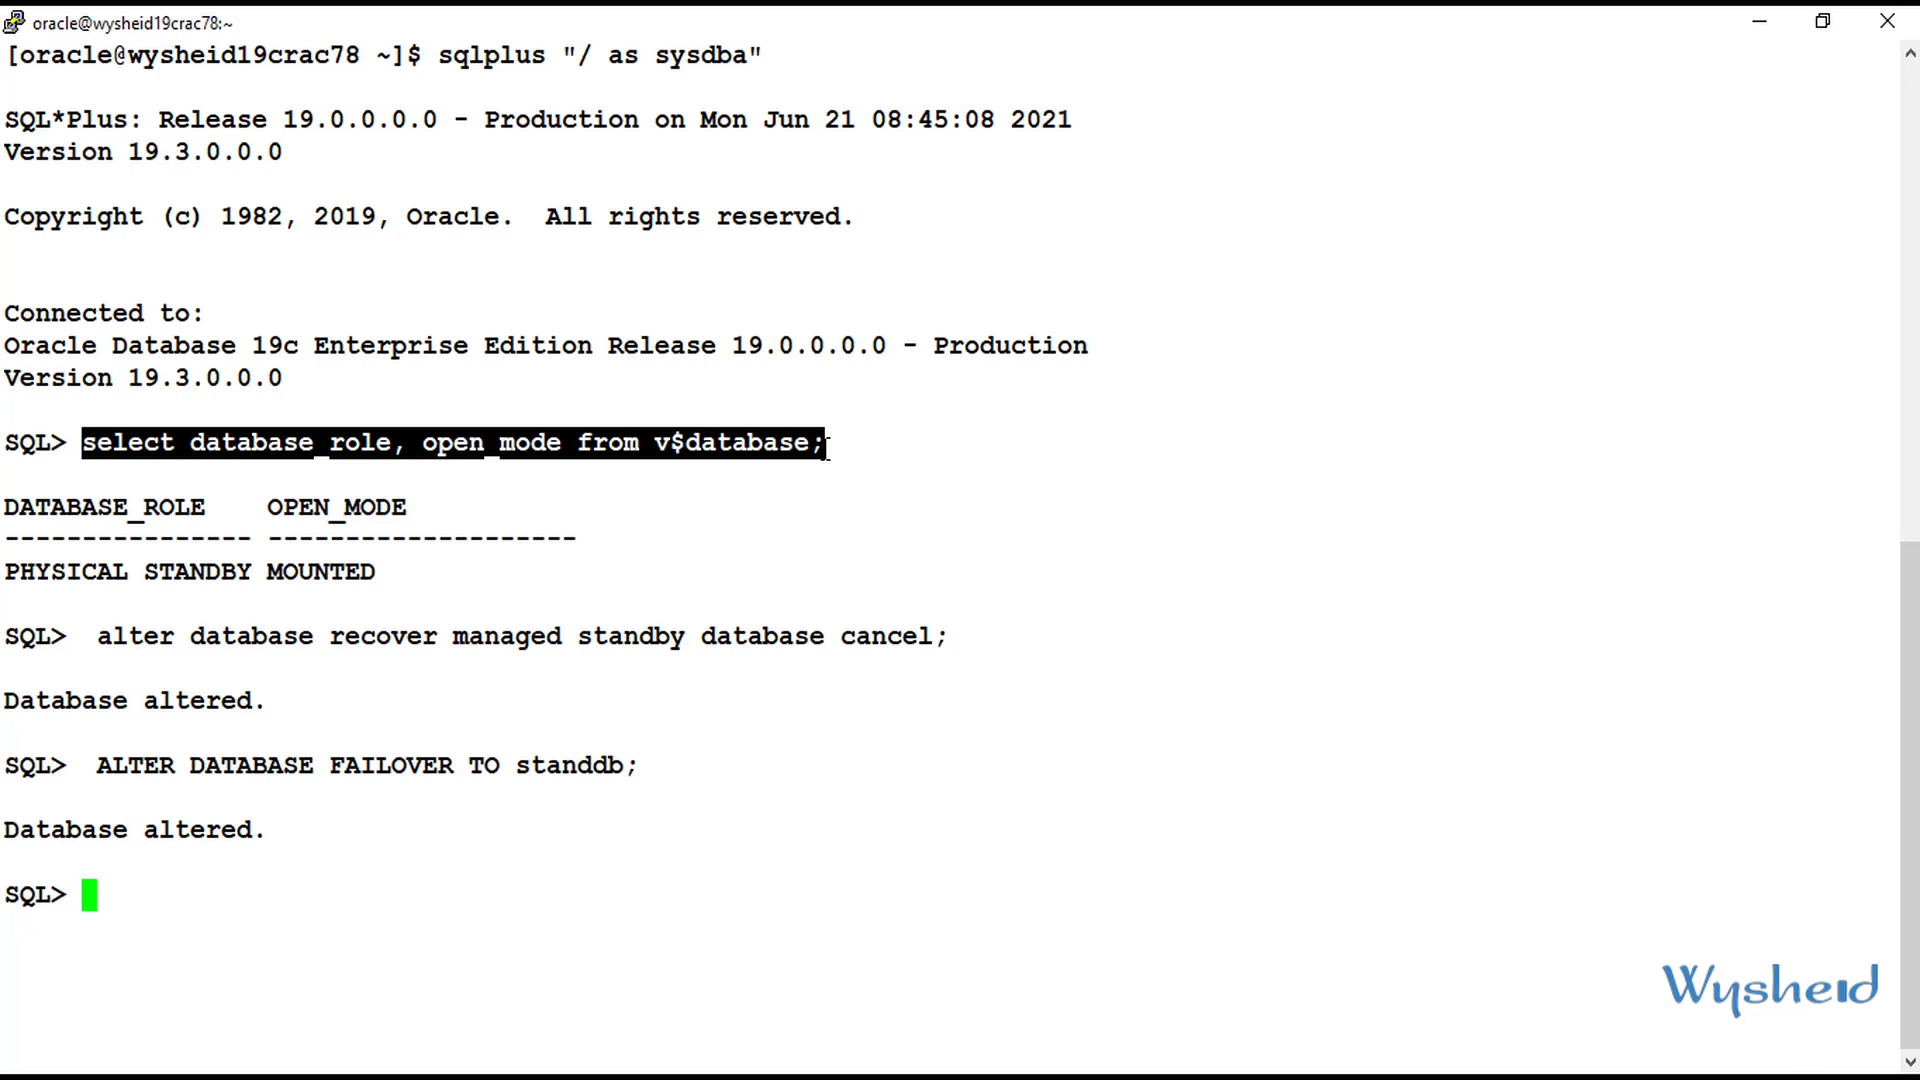 oracle@wysheid19crac78:~
[oracle@wysheid19crac78 ~]$ sqlplus "/ as sysdba"
SQL*Plus: Release 19.0.0.0.0 - Production on Mon Jun 21 08:45:08 2021
Version 19.3.0.0.0
Copyright (c) 1982, 2019, Oracle.  All rights reserved.
Connected to:
Oracle Database 19c Enterprise Edition Release 19.0.0.0.0 - Production
Version 19.3.0.0.0
SQL> select database_role, open_mode from v$database;
DATABASE_ROLE    OPEN_MODE
---------------- --------------------
PHYSICAL STANDBY MOUNTED
SQL>  alter database recover managed standby database cancel;
Database altered.
SQL>  ALTER DATABASE FAILOVER TO standdb;
Database altered.
SQL>
Wysheid